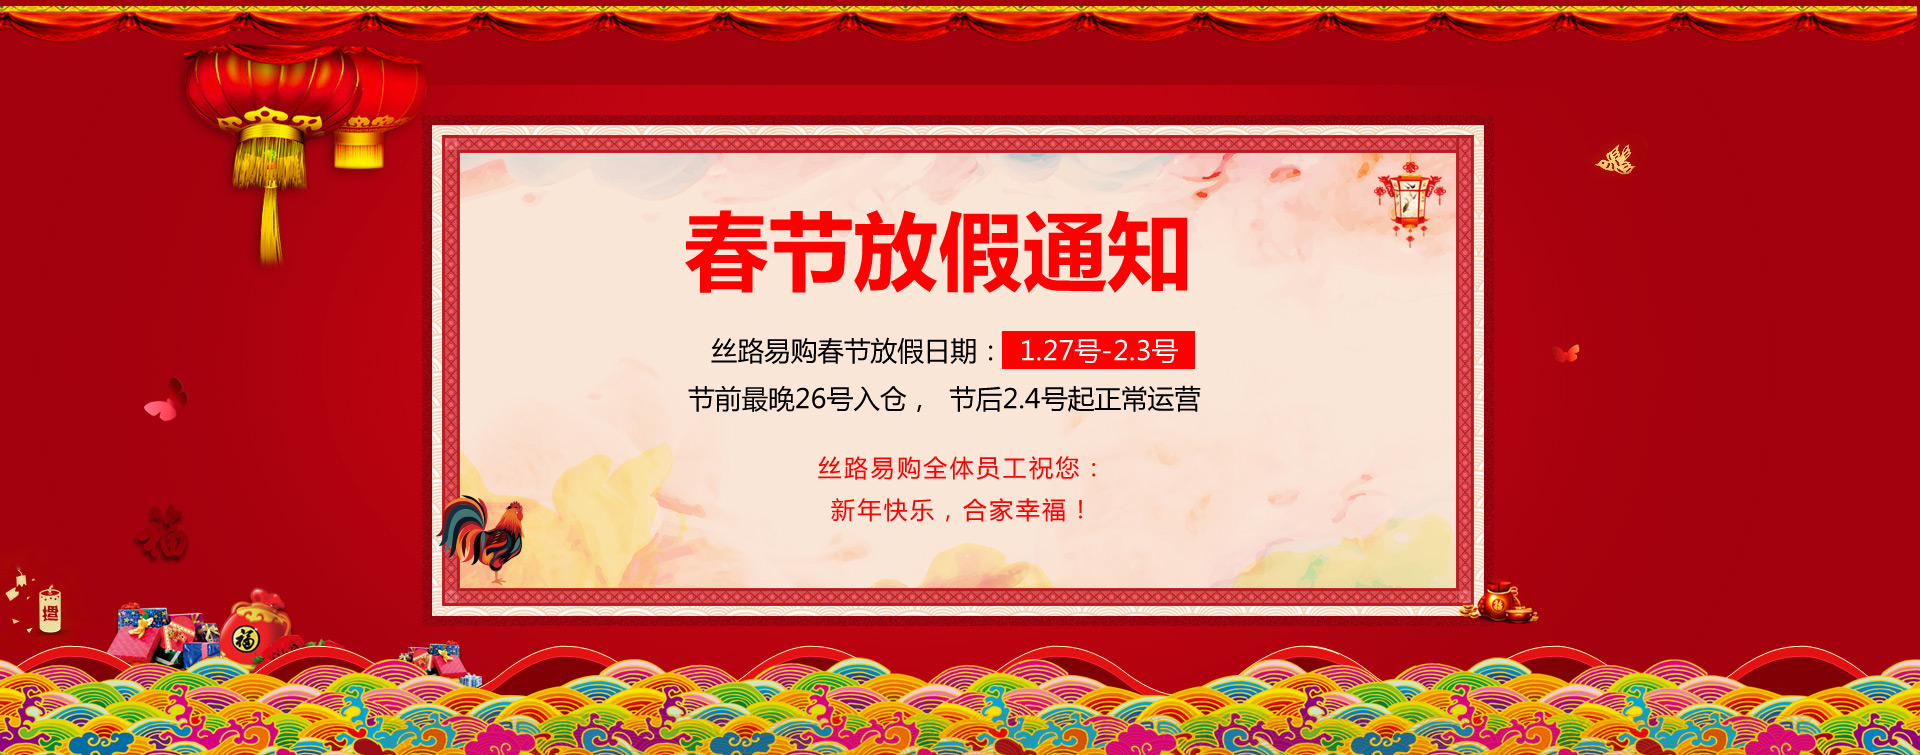 春节放假通知
丝路易购春节放假日期：1.27号-2.3号
节前最晚26号入仓， 节后2.4号起正常运营
丝路易购全体员工祝您：
新年快乐，合家幸福！
福
福